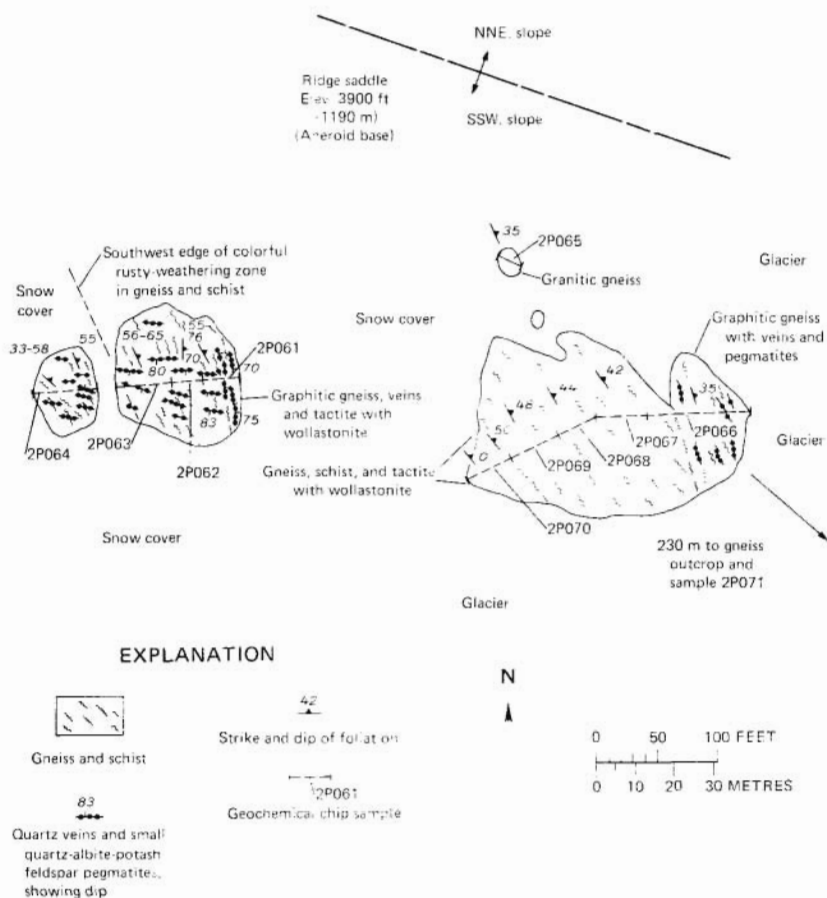 NNE. slope
Ridge saddle
Elev. 3900 ft
1190 m)
(Aneroid base)
SSW. slope
35
2P065
Granitic gneiss
Glacier
Southwest edge of colorful
rusty-weathering zone
in gneiss and schist
Snow
cover
Snow cover
Graphitic gneiss
with veins and
pegmatites
33-58
55
56-65
55-
76
70
80
70
2P061
83
75
Graphitic gneiss, veins
and tactite with
wollastonite
2P064
2P063
2P062
42
44
48
50
0
35
2P066
2P067
2P068
2P069
2P070
Glacier
Gneiss, schist, and tactite
with wollastonite
Snow cover
230 m to gneiss
outcrop and
sample 2P071
Glacier
EXPLANATION
Gneiss and schist
42
Strike and dip of foliation
2P061
Geochemical chip sample
83
Quartz veins and small
quartz-albite-potash
feldspar pegmatites,
showing dip
N
0 50 100 FEET
0 10 20 30 METRES